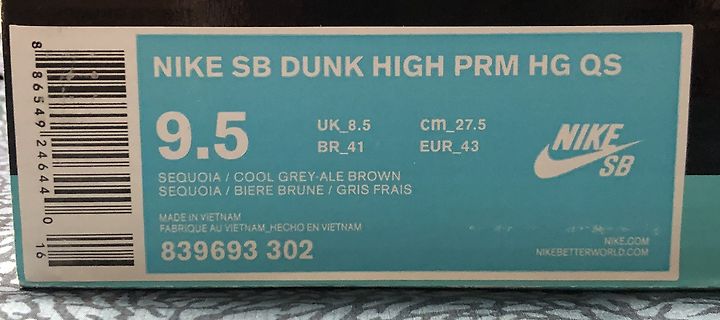 8 86549 24644 0
16
NIKE SB DUNK HIGH PRM HG QS
9.5
UK_8.5
cm_27.5
BR_41
EUR_43
NIKE
SB
SEQUOIA / COOL GREY-ALE BROWN
SEQUOIA / BIERE BRUNE / GRIS FRAIS
MADE IN VIETNAM
FABRIQUE AU VIETNAM_HECHO EN VIETNAM
839693 302
NIKE.COM
NIKEBETTERWORLD.COM